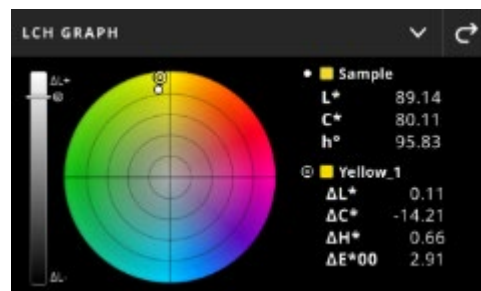 LCH GRAPH
ΔL+
ΔL-
Sample
L* 89.14
C* 80.11
h° 95.83
Yellow_1
ΔL* 0.11
ΔC* -14.21
ΔH* 0.66
ΔE*00 2.91